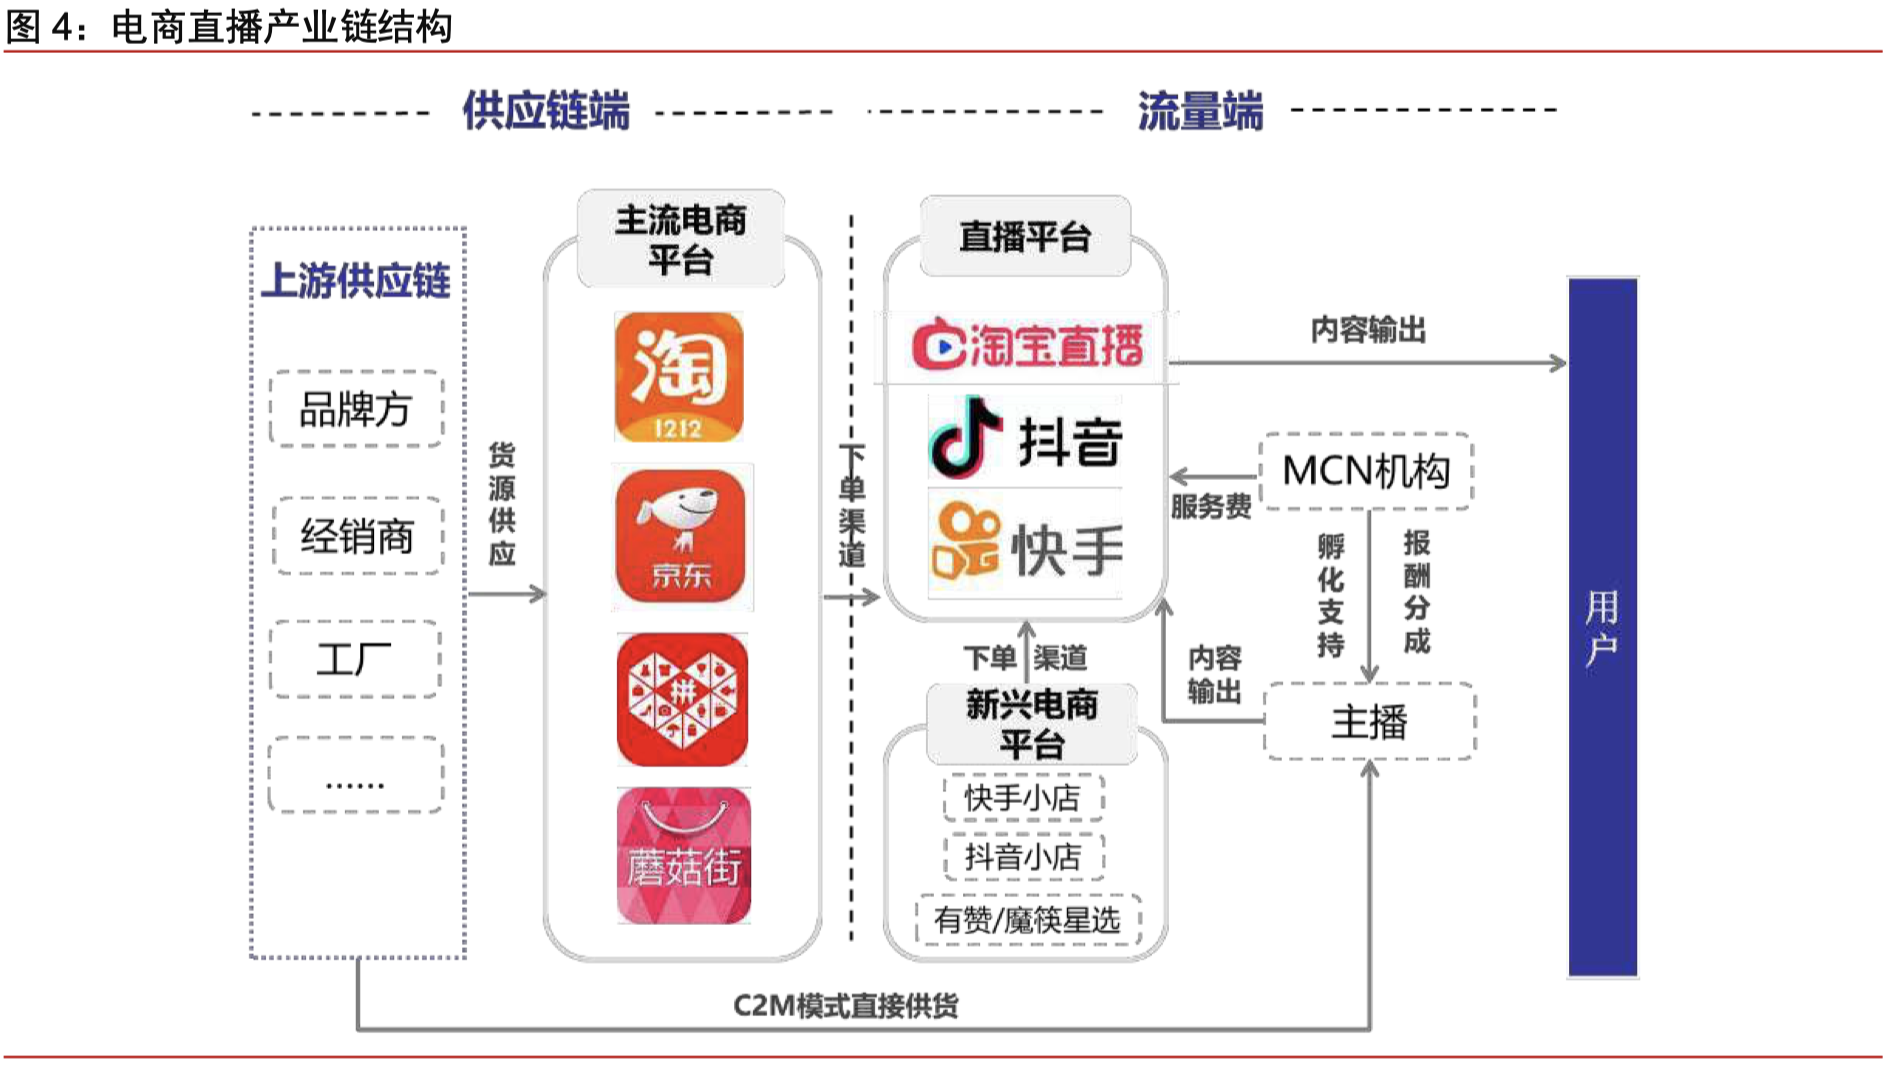 图 4：电商直播产业链结构
供应链端
流量端
上游供应链
品牌方
经销商
工厂
......
货源供应
主流电商
平台
淘
1212
京东
拼
蘑菇街
下单渠道
直播平台
淘宝直播
抖音
快手
下单 渠道
新兴电商
平台
快手小店
抖音小店
有赞/魔筷星选
内容输出
MCN机构
服务费
孵化支持
报酬分成
内容
输出
主播
用户
C2M模式直接供货